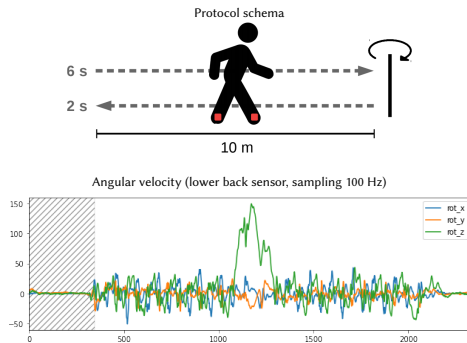 Protocol schema
6 s
2 s
10 m
Angular velocity (lower back sensor, sampling 100 Hz)
150
100
50
0
−50
rot_x
rot_y
rot_z
0
500
1000
1500
2000